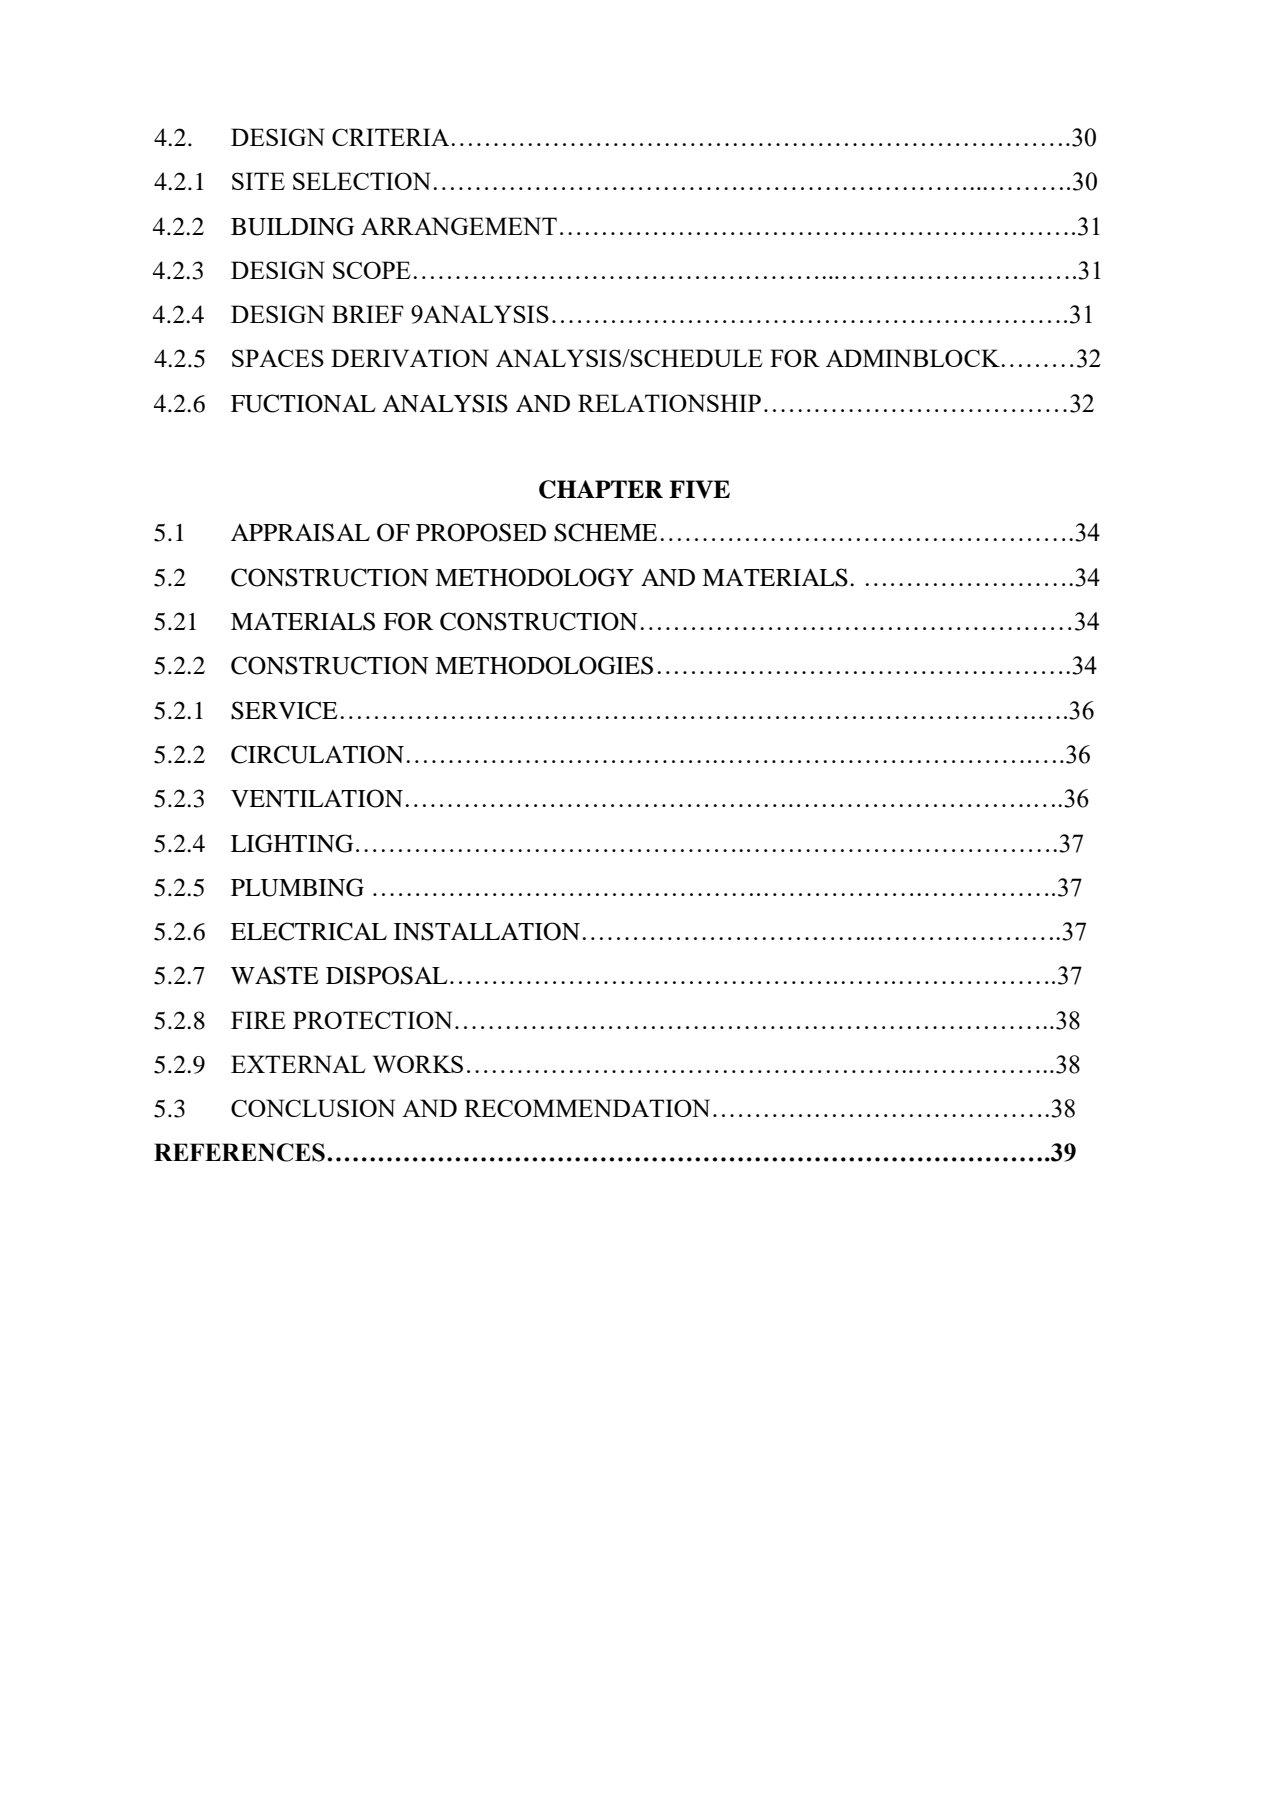 4.2. DESIGN CRITERIA……………………………………………………………….30
4.2.1 SITE SELECTION………………………………………………………...……….30
4.2.2 BUILDING ARRANGEMENT…………………………………………………….31
4.2.3 DESIGN SCOPE…………………………………………...……………………….31
4.2.4 DESIGN BRIEF 9ANALYSIS…………………………………………………….31
4.2.5 SPACES DERIVATION ANALYSIS/SCHEDULE FOR ADMINBLOCK………32
4.2.6 FUCTIONAL ANALYSIS AND RELATIONSHIP………………………………32
CHAPTER FIVE
5.1 APPRAISAL OF PROPOSED SCHEME………………………………………….34
5.2 CONSTRUCTION METHODOLOGY AND MATERIALS. …………………….34
5.21 MATERIALS FOR CONSTRUCTION……………………………………………34
5.2.2 CONSTRUCTION METHODOLOGIES………………………………………….34
5.2.1 SERVICE……………………………………………………………………….….36
5.2.2 CIRCULATION……………………………….……………………………….….36
5.2.3 VENTILATION……………………………………….……………………….….36
5.2.4 LIGHTING……………………………………….………………………………37
5.2.5 PLUMBING ……………………………………….……………….…………….37
5.2.6 ELECTRICAL INSTALLATION…………………………….………………….37
5.2.7 WASTE DISPOSAL……………………………………….……….…………….37
5.2.8 FIRE PROTECTION……………………………………………………………..38
5.2.9 EXTERNAL WORKS…………………………………………….……………..38
5.3 CONCLUSION AND RECOMMENDATION………………………………….38
REFERENCES………………………………………………………………………….39